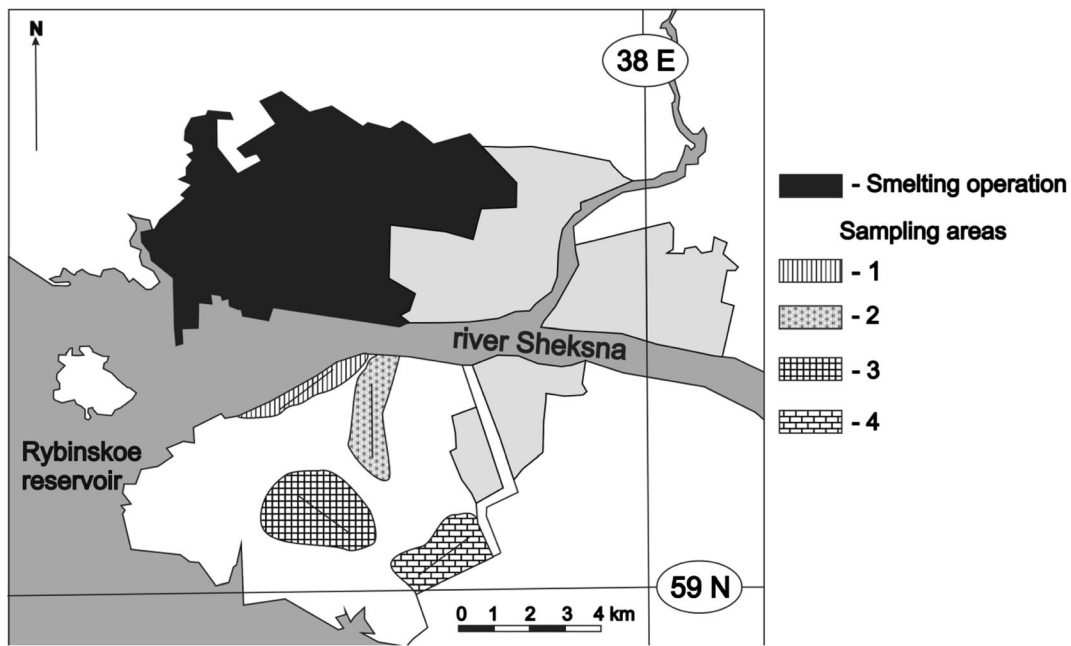 N
38 E
- Smelting operation
Sampling areas
- 1
- 2
- 3
- 4
river Sheksna
Rybinskoe
reservoir
59 N
0 1 2 3 4 km